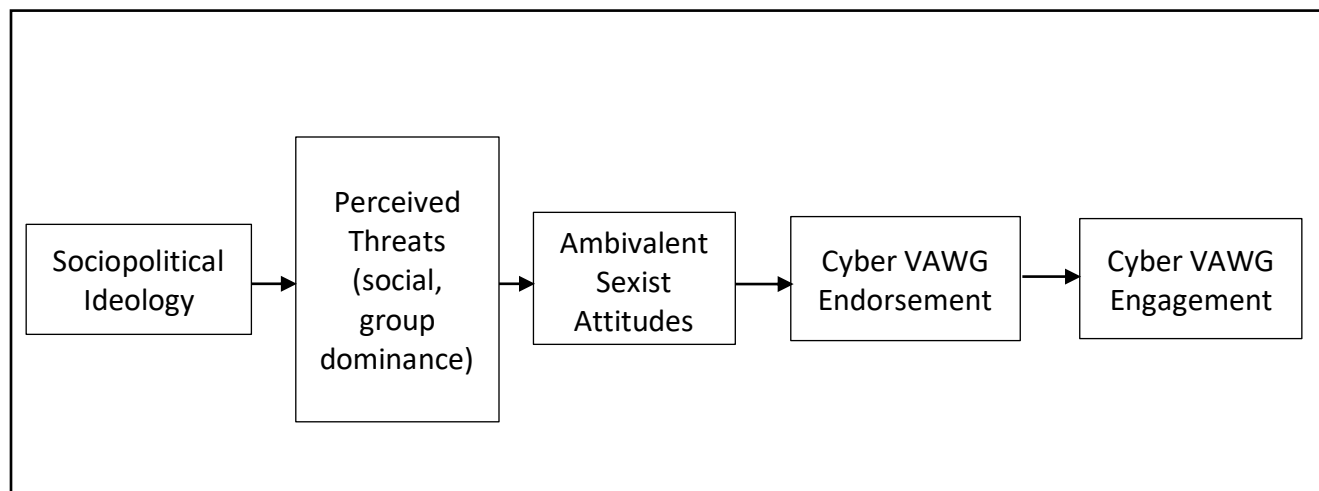 Sociopolitical
Ideology
Perceived
Threats
(social,
group
dominance)
Ambivalent
Sexist
Attitudes
Cyber VAWG
Endorsement
Cyber VAWG
Engagement